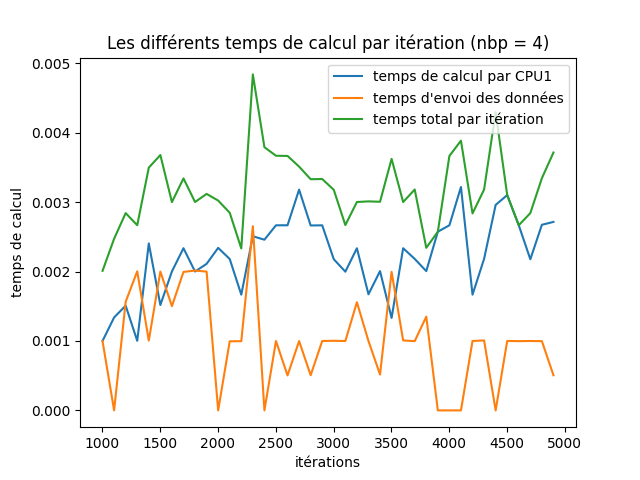 Les différents temps de calcul par itération (nbp = 4)
temps de calcul par CPU1
temps d'envoi des données
temps total par itération
temps de calcul
0.005
0.004
0.003
0.002
0.001
0.000
1000 1500 2000 2500 3000 3500 4000 4500 5000
itérations